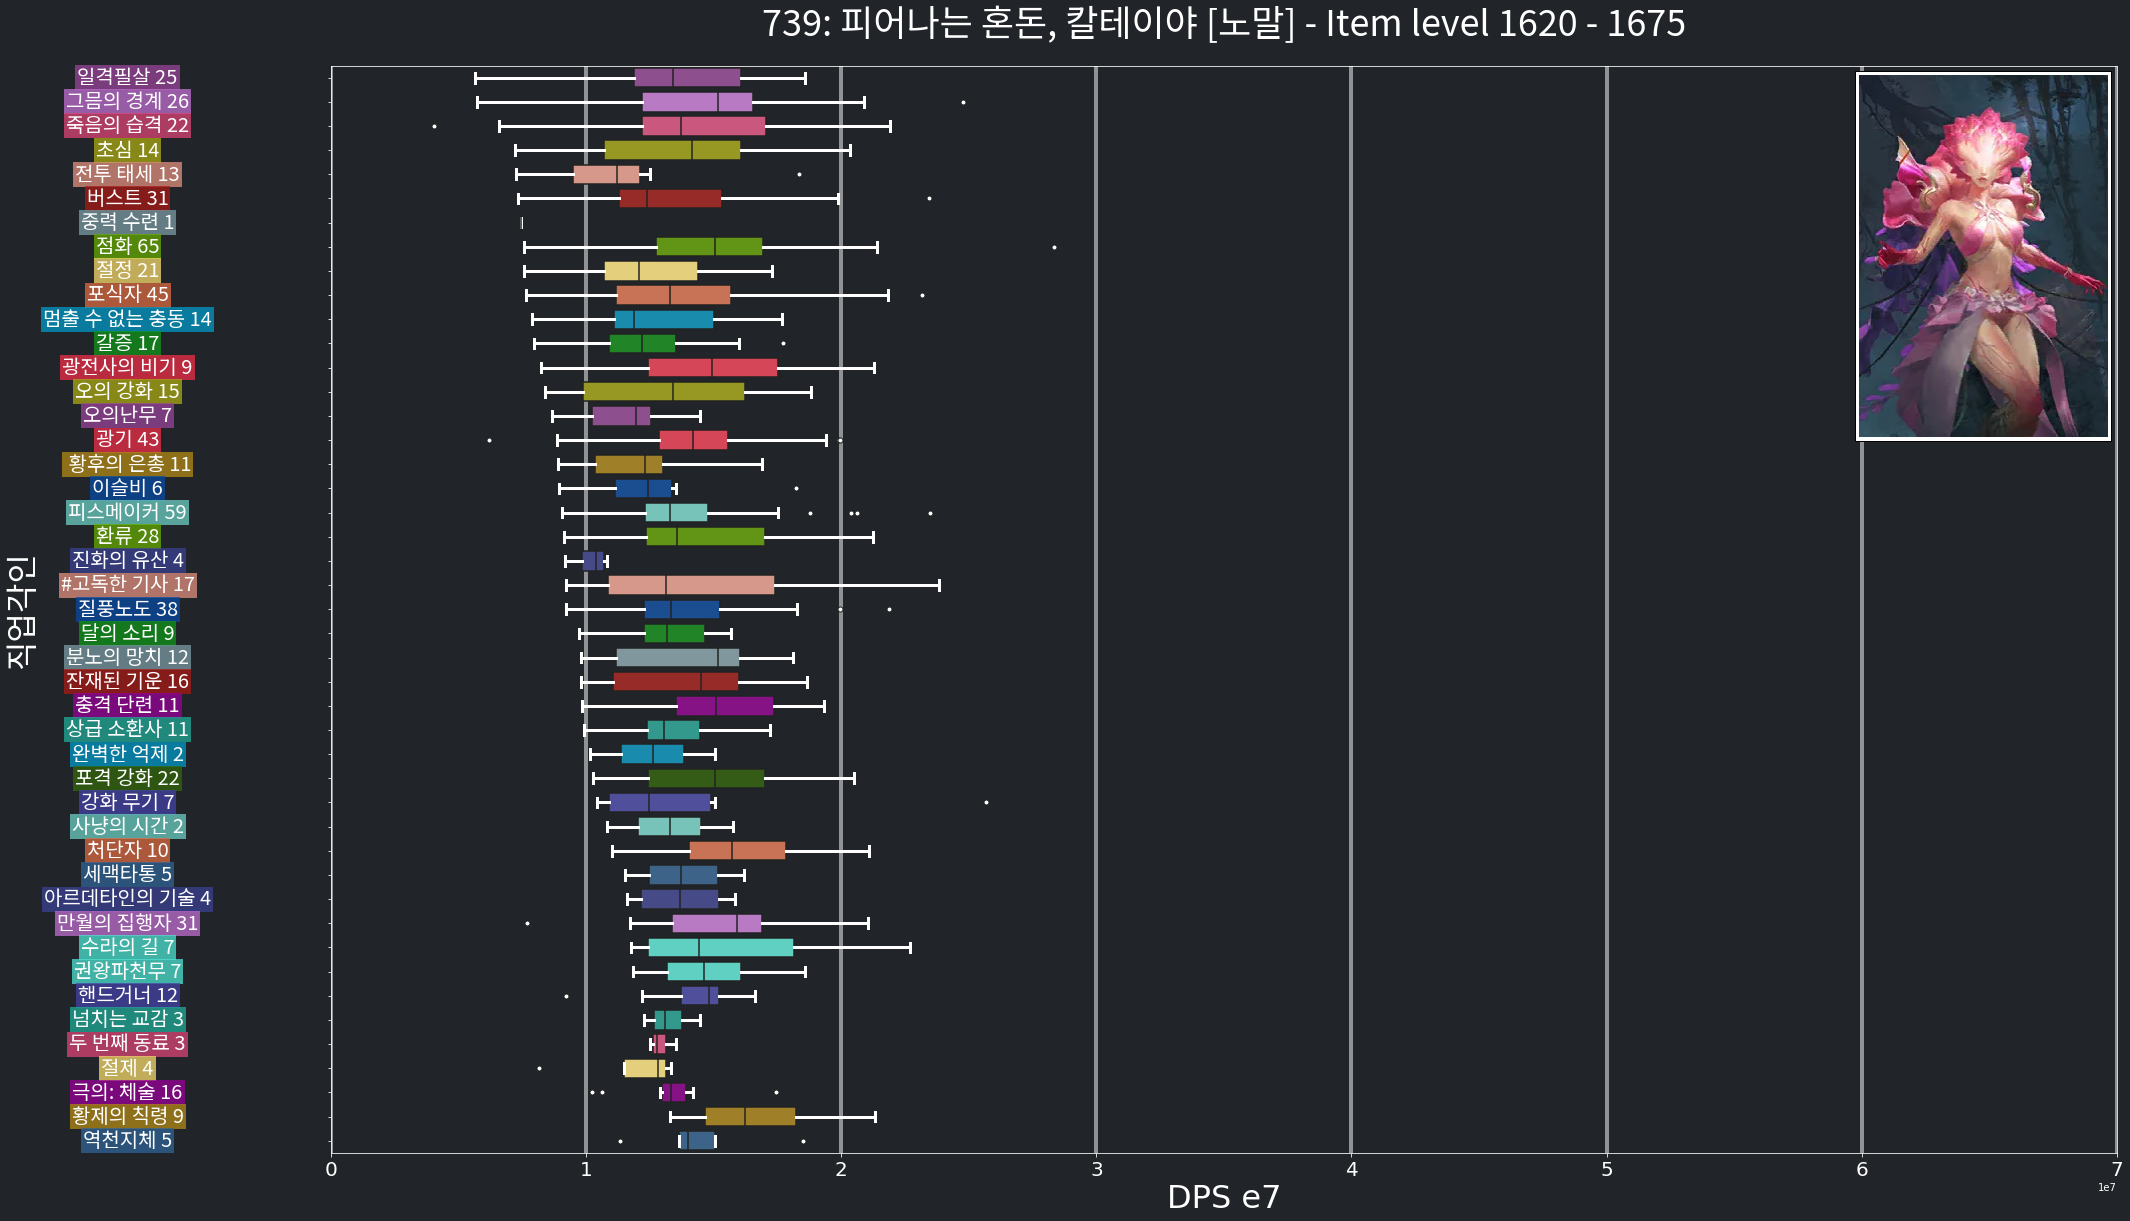 739: 피어나는 혼돈, 칼테이야 [노말] - Item level 1620 - 1675
일격필살 25
그믐의 경계 26
죽음의 습격 22
초심 14
전투 태세 13
버스트 31
중력 수련 1
점화 65
절정 21
포식자 45
멈출 수 없는 충동 14
갈증 17
광전사의 비기 9
오의 강화 15
오의난무 7
광기 43
황후의 은총 11
이슬비 6
피스메이커 59
환류 28
진화의 유산 4
#고독한 기사 17
질풍노도 38
달의 소리 9
분노의 망치 12
잔재된 기운 16
충격 단련 11
상급 소환사 11
완벽한 억제 2
포격 강화 22
강화 무기 7
사냥의 시간 2
처단자 10
세맥타통 5
아르데타인의 기술 4
만월의 집행자 31
수라의 길 7
권왕파천무 7
핸드거너 12
넘치는 교감 3
두 번째 동료 3
절제 4
극의: 체술 16
황제의 칙령 9
역천지체 5
직업각인
0 1 2 3 4 5 6 7
1e7
DPS e7